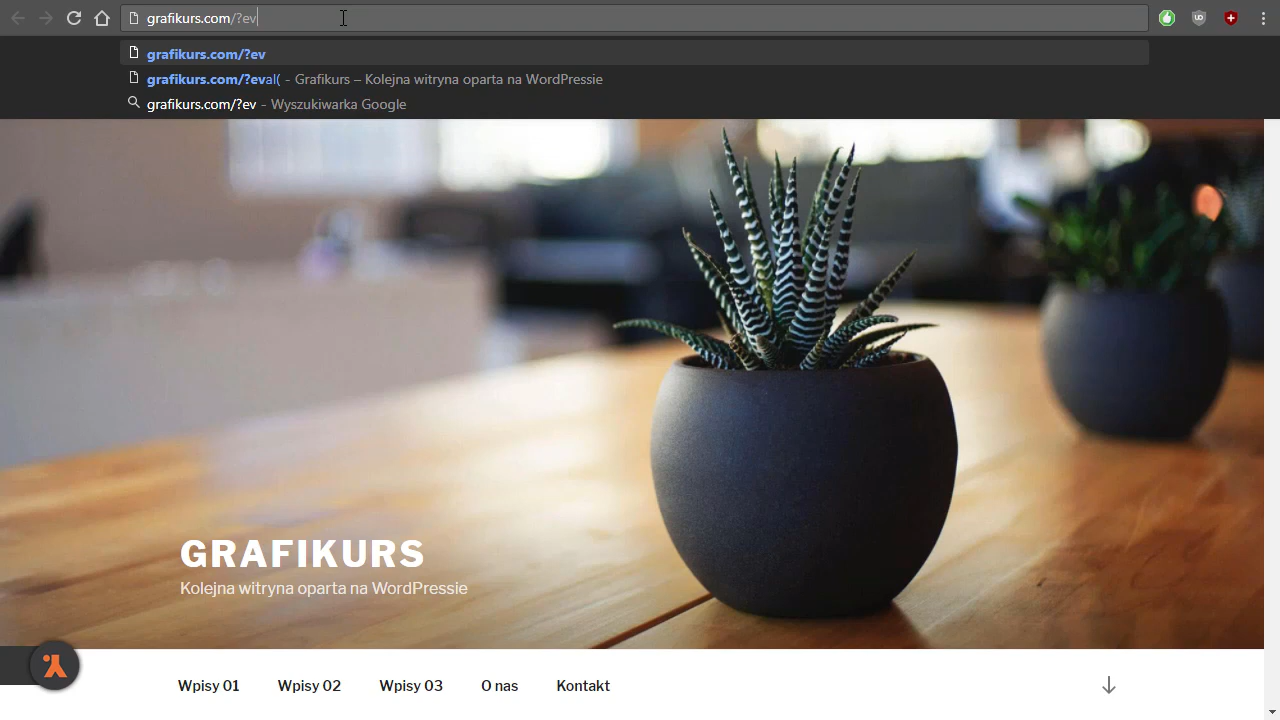 grafikurs.com/?ev
grafikurs.com/?ev
grafikurs.com/?eval( - Grafikurs – Kolejna witryna oparta na WordPressie
grafikurs.com/?ev - Wyszukiwarka Google
GRAFIKURS
Kolejna witryna oparta na WordPressie
Wpisy 01 Wpisy 02 Wpisy 03 O nas Kontakt